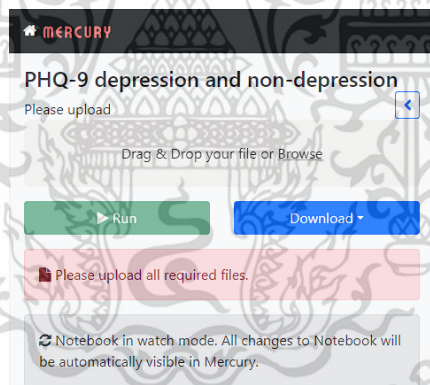 MERCURY
PHQ-9 depression and non-depression
Please upload
Drag & Drop your file or Browse
Run
Download
Please upload all required files.
Notebook in watch mode. All changes to Notebook will
be automatically visible in Mercury.